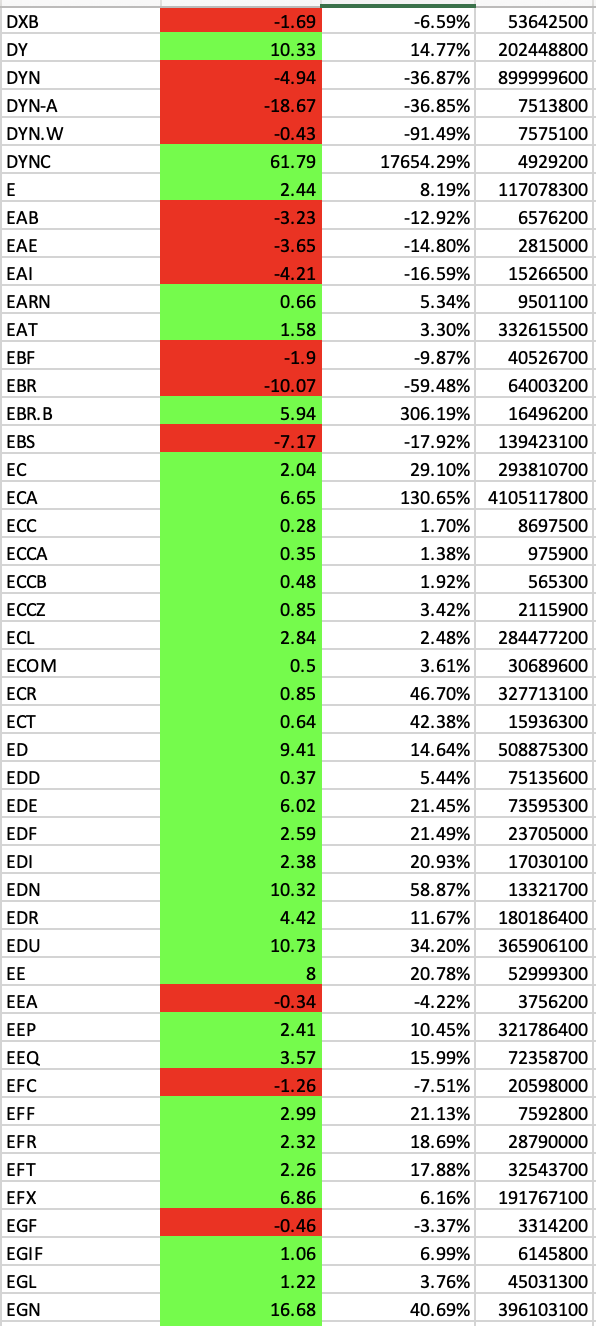 DXB -1.69 -6.59% 53642500
DY 10.33 14.77% 202448800
DYN -4.94 -36.87% 899999600
DYN-A -18.67 -36.85% 7513800
DYN.W -0.43 -91.49% 7575100
DYNC 61.79 17654.29% 4929200
E 2.44 8.19% 117078300
EAB -3.23 -12.92% 6576200
EAE -3.65 -14.80% 2815000
EAI -4.21 -16.59% 15266500
EARN 0.66 5.34% 9501100
EAT 1.58 3.30% 332615500
EBF -1.9 -9.87% 40526700
EBR -10.07 -59.48% 64003200
EBR.B 5.94 306.19% 16496200
EBS -7.17 -17.92% 139423100
EC 2.04 29.10% 293810700
ECA 6.65 130.65% 4105117800
ECC 0.28 1.70% 8697500
ECCA 0.35 1.38% 975900
ECCB 0.48 1.92% 565300
ECCZ 0.85 3.42% 2115900
ECL 2.84 2.48% 284477200
ECOM 0.5 3.61% 30689600
ECR 0.85 46.70% 327713100
ECT 0.64 42.38% 15936300
ED 9.41 14.64% 508875300
EDD 0.37 5.44% 75135600
EDE 6.02 21.45% 73595300
EDF 2.59 21.49% 23705000
EDI 2.38 20.93% 17030100
EDN 10.32 58.87% 13321700
EDR 4.42 11.67% 180186400
EDU 10.73 34.20% 365906100
EE 8 20.78% 52999300
EEA -0.34 -4.22% 3756200
EEP 2.41 10.45% 321786400
EEQ 3.57 15.99% 72358700
EFC -1.26 -7.51% 20598000
EFF 2.99 21.13% 7592800
EFR 2.32 18.69% 28790000
EFT 2.26 17.88% 32543700
EFX 6.86 6.16% 191767100
EGF -0.46 -3.37% 3314200
EGIF 1.06 6.99% 6145800
EGL 1.22 3.76% 45031300
EGN 16.68 40.69% 396103100